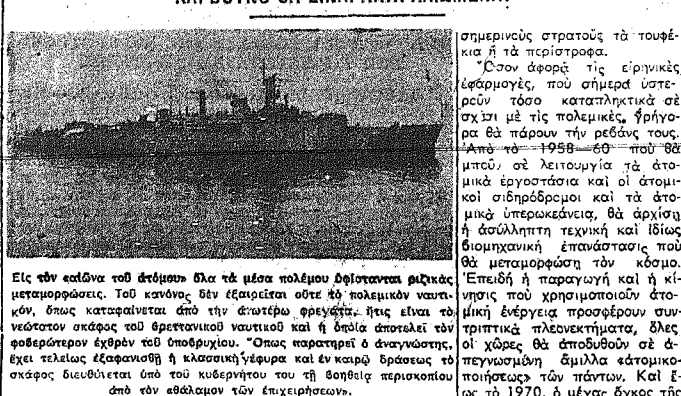 σημερινοὺς στρατοὺς τὰ τουφέ-
κια ἢ τὰ περίστροφα.
Ὅσον ἀφορᾷ τὶς εἰρηνικὲς
ἐφαρμογές, ποὺ σήμερα ὑστε-
ροῦν τόσο καταπληκτικὰ σὲ
σχέσι μὲ τὶς πολεμικές, γρήγο-
ρα θὰ πάρουν τὴν ρεβάνς τους.
Ἀπὸ τὸ 1958—60 ποὺ θὰ
μποῦν σὲ λειτουργία τὰ ἀτο-
μικὰ ἐργοστάσια καὶ οἱ ἀτομι-
κοὶ σιδηρόδρομοι καὶ τὰ ἀτο-
μικὰ ὑπερωκεάνεια, θὰ ἀρχίση
ἡ ἀσύλληπτη τεχνικὴ καὶ ἰδίως
βιομηχανικὴ ἐπανάστασις ποὺ
θὰ μεταμορφώση τὸν κόσμο.
Ἐπειδὴ ἡ παραγωγὴ καὶ ἡ κί-
νησις ποὺ χρησιμοποιοῦν ἀτο-
μικὴ ἐνέργεια προσφέρουν συν-
τριπτικὰ πλεονεκτήματα, ὅλες
οἱ χῶρες θὰ ἀποδυθοῦν σὲ ἀ-
πεγνωσμένη ἅμιλλα «ἀτομικο-
ποιήσεως» τῶν πάντων. Καὶ ἕ-
ως τὸ 1970, ὁ μέγας ὄγκος τῆς
Εἰς τὸν «αἰῶνα τοῦ ἀτόμου» ὅλα τὰ μέσα πολέμου ὑφίστανται ριζικὰς
μεταμορφώσεις. Τοῦ κανόνος δὲν ἐξαιρεῖται οὔτε τὸ πολεμικὸν ναυτι-
κόν, ὅπως καταφαίνεται ἀπὸ τὴν ἀνωτέρω φρεγάτα, ἥτις εἶναι τὸ
νεώτατον σκάφος τοῦ βρεττανικοῦ ναυτικοῦ καὶ ἡ ὁποία ἀποτελεῖ τὸν
φοβερώτερον ἐχθρὸν τοῦ ὑποβρυχίου. Ὅπως παρατηρεῖ ὁ ἀναγνώστης,
ἔχει τελείως ἐξαφανισθῆ ἡ κλασσικὴ γέφυρα καὶ ἐν καιρῷ δράσεως τὸ
σκάφος διευθύνεται ὑπὸ τοῦ κυβερνήτου του τῇ βοηθείᾳ περισκοπίου
ἀπὸ τὸν «θάλαμον τῶν ἐπιχειρήσεων».